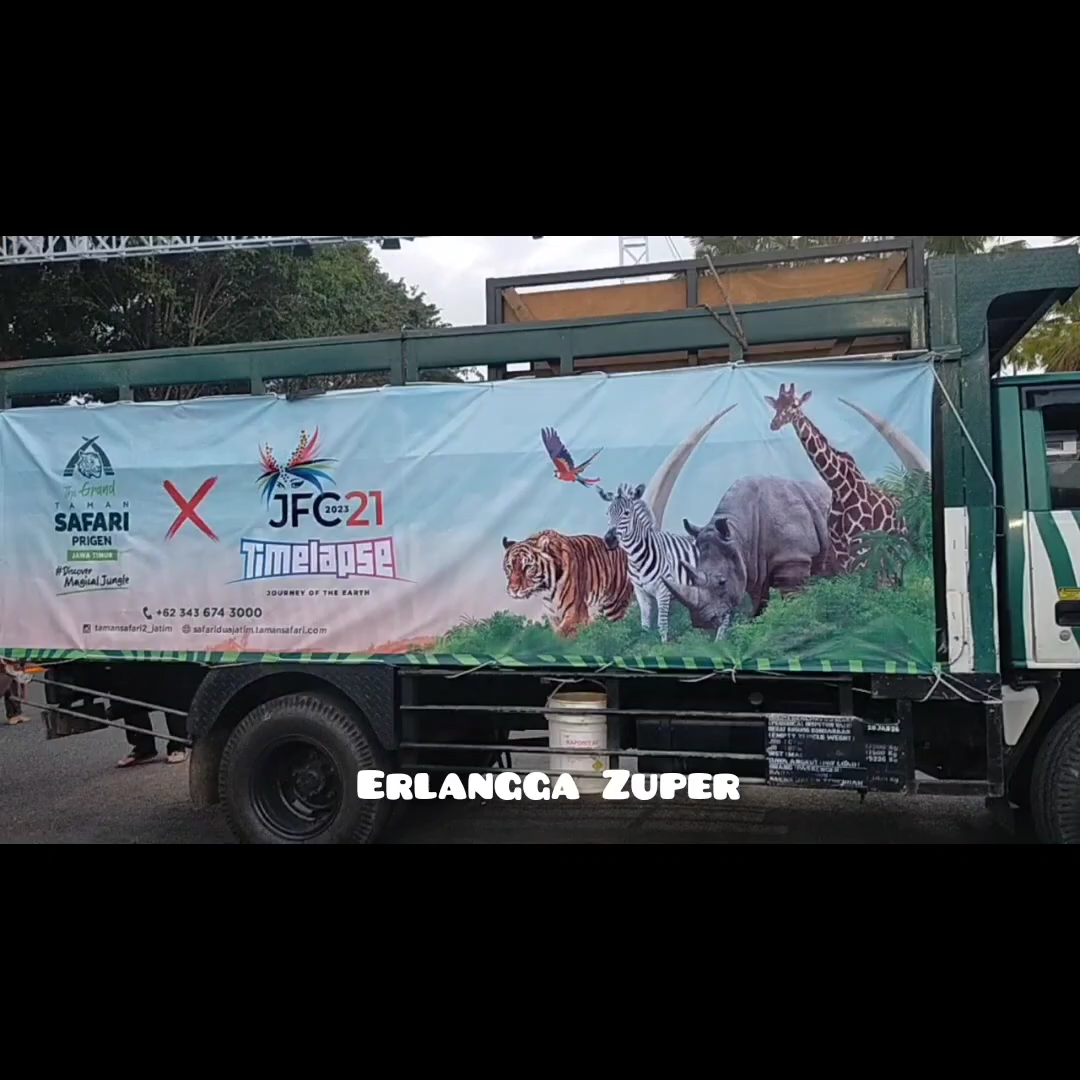 The Grand
TAMAN
SAFARI
PRIGEN
JAWA TIMUR
#Discover
Magical Jungle
X
JFC 2023 21
Timelapse
JOURNEY OF THE EARTH
+62 343 674 3000
tamansafari2_jatim safariduajatim.tamansafari.com
ERLANGGA ZUPER